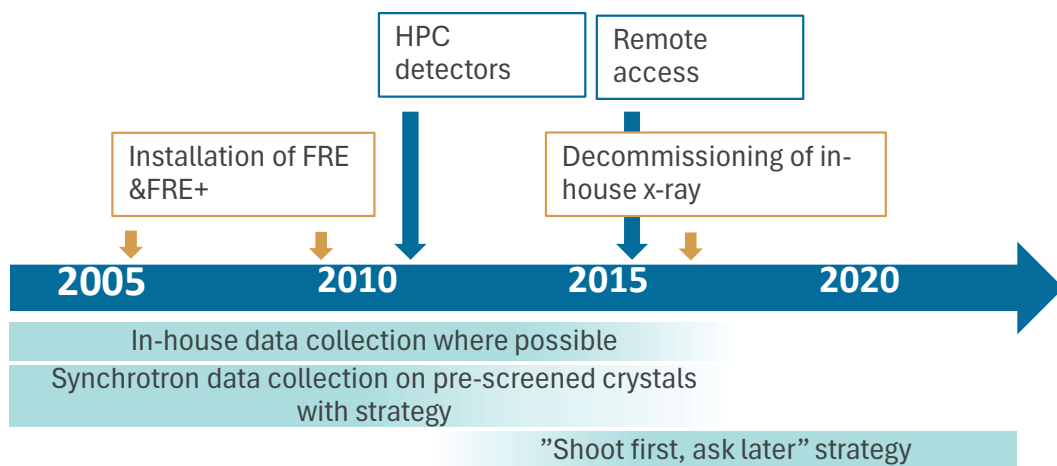 HPC
detectors
Remote
access
Installation of FRE
&FRE+
Decommissioning of in-
house x-ray
2005
2010
2015
2020
In-house data collection where possible
Synchrotron data collection on pre-screened crystals
with strategy
”Shoot first, ask later” strategy